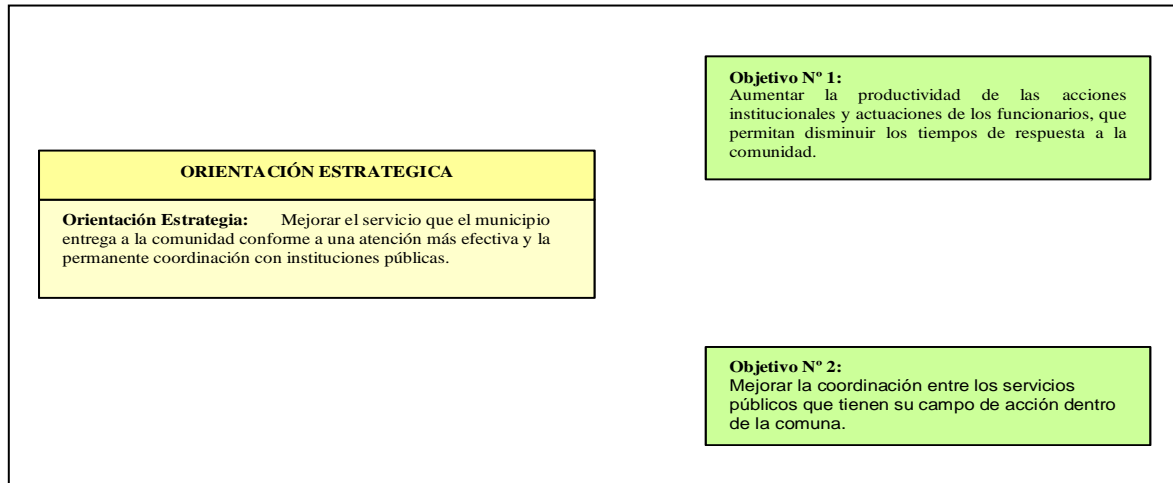 ORIENTACIÓN ESTRATEGICA
Orientación Estrategia: Mejorar el servicio que el municipio
entrega a la comunidad conforme a una atención más efectiva y la
permanente coordinación con instituciones públicas.
Objetivo Nº 1:
Aumentar la productividad de las acciones
institucionales y actuaciones de los funcionarios, que
permitan disminuir los tiempos de respuesta a la
comunidad.
Objetivo Nº 2:
Mejorar la coordinación entre los servicios
públicos que tienen su campo de acción dentro
de la comuna.